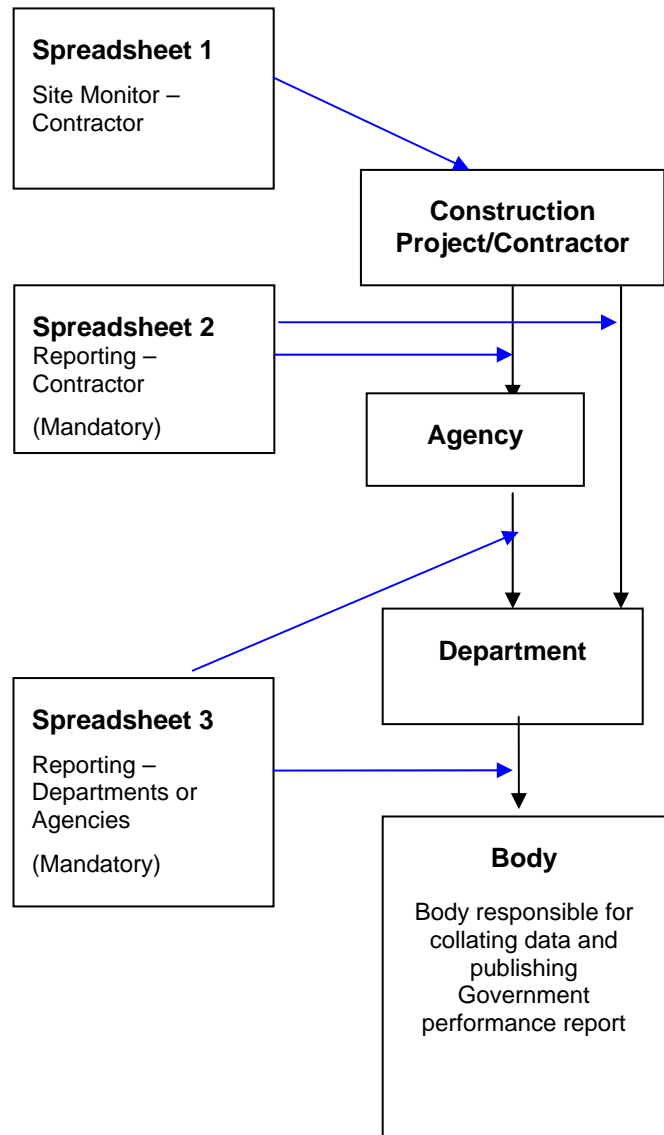 Spreadsheet 1
Site Monitor –
Contractor
Construction
Project/Contractor
Spreadsheet 2
Reporting –
Contractor
(Mandatory)
Agency
Department
Spreadsheet 3
Reporting –
Departments or
Agencies
(Mandatory)
Body
Body responsible for
collating data and
publishing
Government
performance report